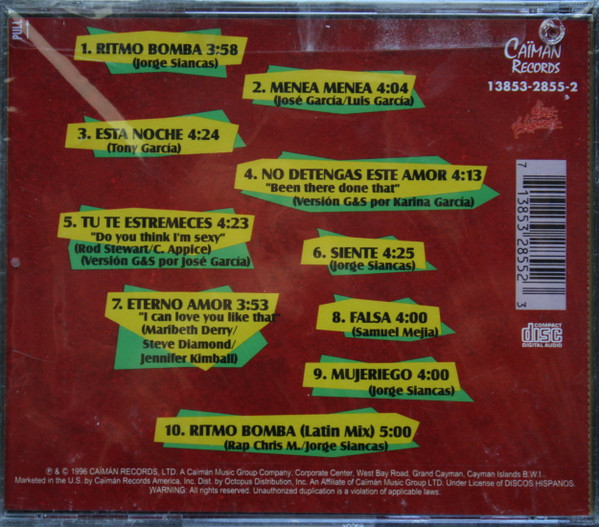 PULL
1. RITMO BOMBA 3:58
(Jorge Siancas)
CAÏMAN
RECORDS
13853-2855-2
2. MENEA MENEA 4:04
(José García/Luis García)
3. ESTA NOCHE 4:24
(Tony García)
4. NO DETENGAS ESTE AMOR 4:13
"Been there done that"
(Versión G&S por Karina García)
5. TU TE ESTREMECES 4:23
"Do you think I'm sexy"
(Rod Stewart/C. Appice)
(Versión G&S por José García)
6. SIENTE 4:25
(Jorge Siancas)
7. ETERNO AMOR 3:53
"I can love you like that"
(Maribeth Derry/
Steve Diamond/
Jennifer Kimball)
8. FALSA 4:00
(Samuel Mejia)
9. MUJERIEGO 4:00
(Jorge Siancas)
10. RITMO BOMBA (Latin Mix) 5:00
(Rap Chris M./Jorge Siancas)
7 13853 28552 3
COMPACT
disc
DIGITAL AUDIO
℗ & © 1996 CAÏMAN RECORDS, LTD. A Caïman Music Group Company. Corporate Center, West Bay Road, Grand Cayman, Cayman Islands B.W.I.
Marketed in the U.S. by Caïman Records America, Inc. Dist. by Octopus Distribution, Inc. An Affiliate of Caïman Music Group, Ltd. Under License of DISCOS HISPANOS.
WARNING: All rights reserved. Unauthorized duplication is a violation of applicable laws.